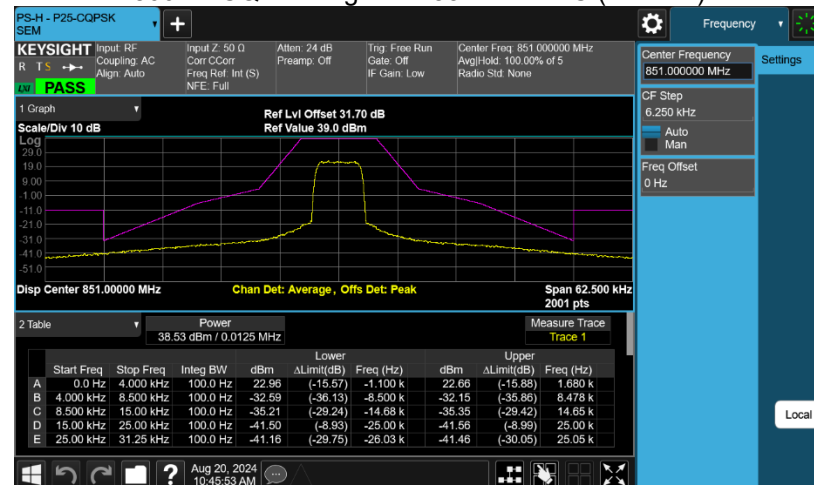 PS-H - P25-CQPSK
SEM
Frequency
KEYSIGHT
R T S
LXI
PASS
Input: RF
Coupling: AC
Align: Auto
Input Z: 50 Ω
Corr CCorr
Freq Ref: Int (S)
NFE: Full
Atten: 24 dB
Preamp: Off
Trig: Free Run
Gate: Off
IF Gain: Low
Center Freq: 851.000000 MHz
Avg|Hold: 100.00% of 5
Radio Std: None
Center Frequency
851.000000 MHz
Settings
CF Step
6.250 kHz
Auto
Man
Freq Offset
0 Hz
Local
1 Graph
Scale/Div 10 dB
Ref Lvl Offset 31.70 dB
Ref Value 39.0 dBm
Log
29.0
19.0
9.00
-1.00
-11.0
-21.0
-31.0
-41.0
-51.0
Disp Center 851.00000 MHz
Chan Det: Average, Offs Det: Peak
Span 62.500 kHz
2001 pts
2 Table
Power
38.53 dBm / 0.0125 MHz
Measure Trace
Trace 1
Lower Upper
Start Freq Stop Freq Integ BW dBm ΔLimit(dB) Freq (Hz) dBm ΔLimit(dB) Freq (Hz)
A 0.0 Hz 4.000 kHz 100.0 Hz 22.96 (-15.57) -1.100 k 22.66 (-15.88) 1.680 k
B 4.000 kHz 8.500 kHz 100.0 Hz -32.59 (-36.13) -8.500 k -32.15 (-35.86) 8.478 k
C 8.500 kHz 15.00 kHz 100.0 Hz -35.21 (-29.24) -14.68 k -35.35 (-29.42) 14.65 k
D 15.00 kHz 25.00 kHz 100.0 Hz -41.50 (-8.93) -25.00 k -41.56 (-8.99) 25.00 k
E 25.00 kHz 31.25 kHz 100.0 Hz -41.16 (-29.75) -26.03 k -41.46 (-30.05) 25.05 k
Aug 20, 2024
10:45:53 AM